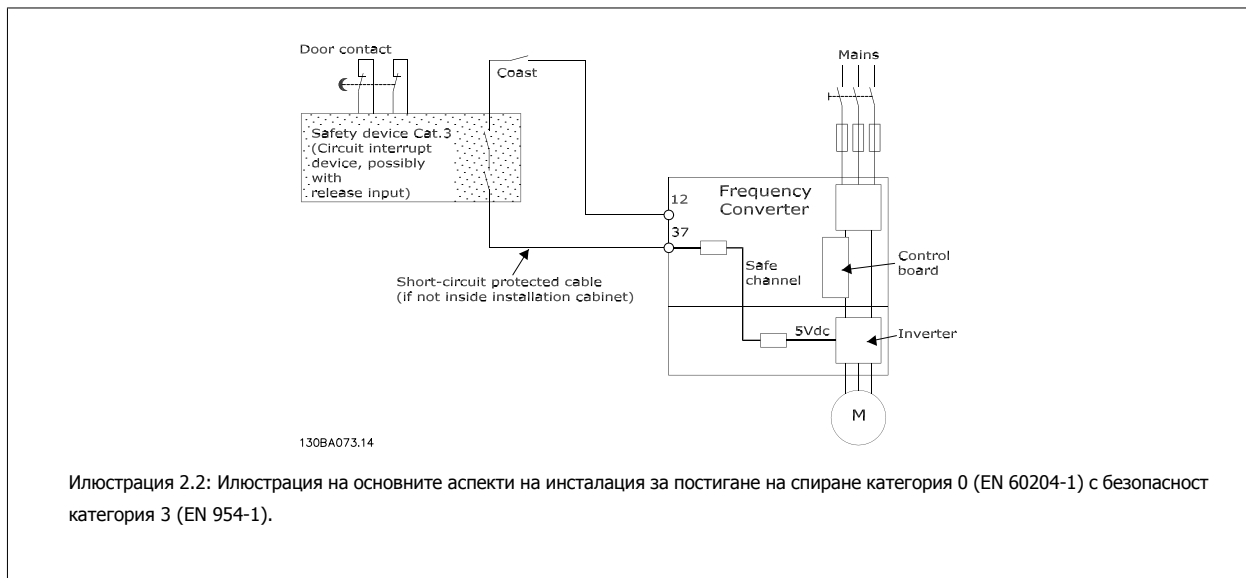 Door contact
Coast
Mains
Safety device Cat.3
(Circuit interrupt
device, possibly
with
release input)
12
Frequency
Converter
37
Safe
channel
Control
board
Short-circuit protected cable
(if not inside installation cabinet)
5Vdc
Inverter
M
130BA073.14
Илюстрация 2.2: Илюстрация на основните аспекти на инсталация за постигане на спиране категория 0 (EN 60204-1) с безопасност
категория 3 (EN 954-1).